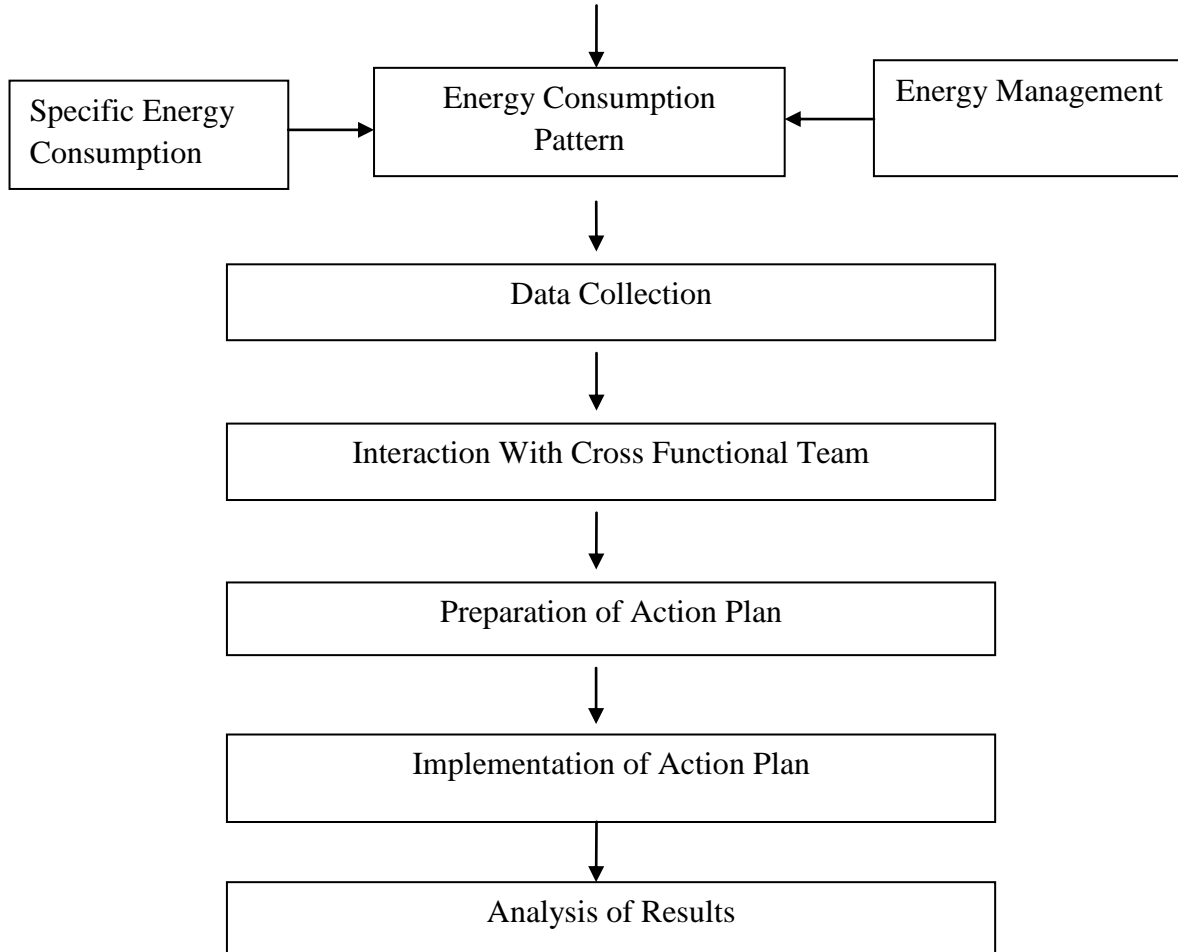 Specific Energy
Consumption
Energy Consumption
Pattern
Energy Management
Data Collection
Interaction With Cross Functional Team
Preparation of Action Plan
Implementation of Action Plan
Analysis of Results